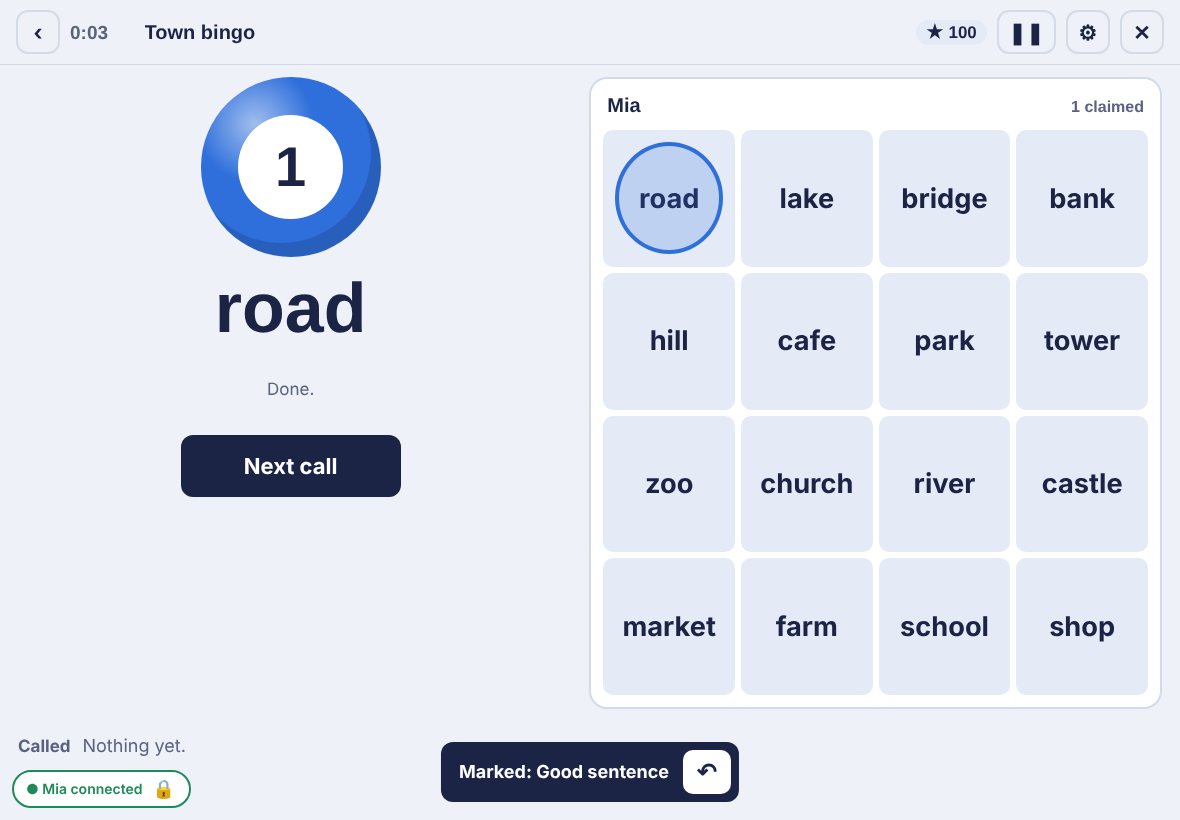 0:03 Town bingo ★ 100
1
road
Done.
Next call
Mia 1 claimed
road lake bridge bank
hill cafe park tower
zoo church river castle
market farm school shop
Called Nothing yet.
Mia connected
Marked: Good sentence